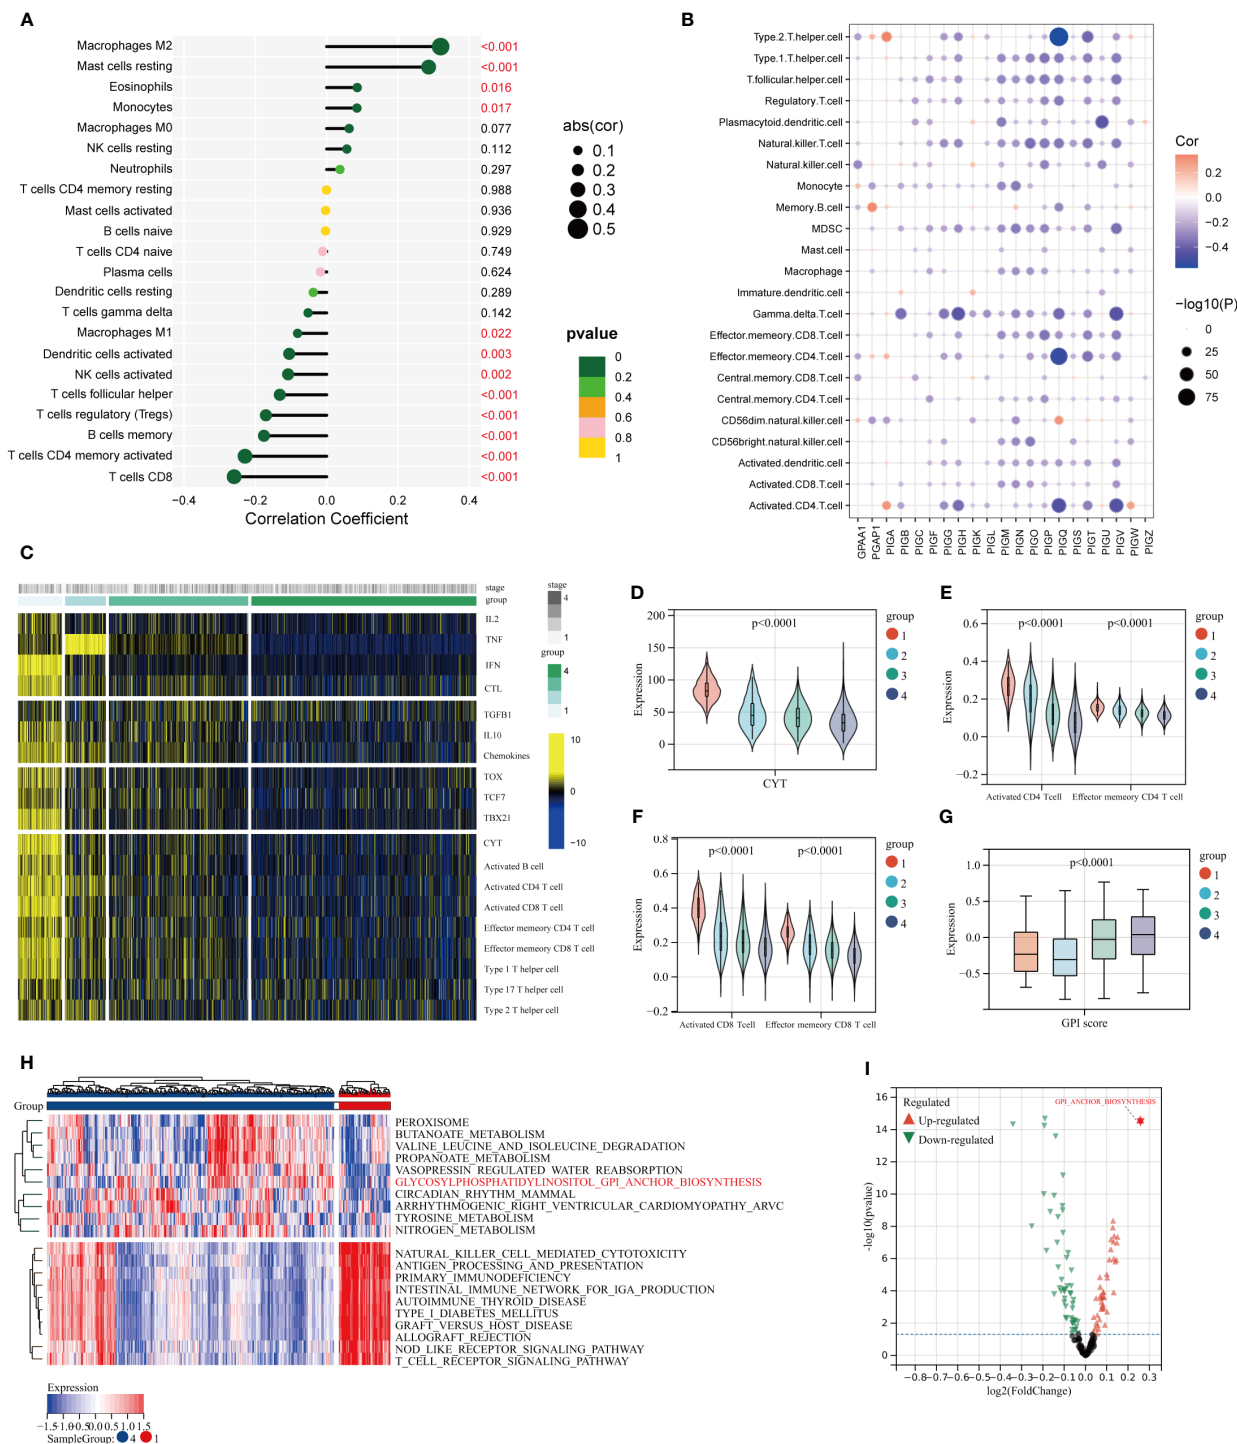 A
Macrophages M2
<0.001
Mast cells resting
<0.001
Eosinophils
0.016
Monocytes
0.017
Macrophages M0
0.077
NK cells resting
0.112
Neutrophils
0.297
T cells CD4 memory resting
0.988
Mast cells activated
0.936
B cells naive
0.929
T cells CD4 naive
0.749
Plasma cells
0.624
Dendritic cells resting
0.289
T cells gamma delta
0.142
Macrophages M1
0.022
Dendritic cells activated
0.003
NK cells activated
0.002
T cells follicular helper
<0.001
T cells regulatory (Tregs)
<0.001
B cells memory
<0.001
T cells CD4 memory activated
<0.001
T cells CD8
<0.001
−0.4 −0.2 0.0 0.2 0.4
Correlation Coefficient
abs(cor)
0.1
0.2
0.3
0.4
0.5
pvalue
0
0.2
0.4
0.6
0.8
1
B
Type.2.T.helper.cell
Type.1.T.helper.cell
T.follicular.helper.cell
Regulatory.T.cell
Plasmacytoid.dendritic.cell
Natural.killer.T.cell
Natural.killer.cell
Monocyte
Memory.B.cell
MDSC
Mast.cell
Macrophage
Immature.dendritic.cell
Gamma.delta.T.cell
Effector.memeory.CD8.T.cell
Effector.memeory.CD4.T.cell
Central.memory.CD8.T.cell
Central.memory.CD4.T.cell
CD56dim.natural.killer.cell
CD56bright.natural.killer.cell
Activated.dendritic.cell
Activated.CD8.T.cell
Activated.CD4.T.cell
GPAA1
PGAP1
PIGA
PIGB
PIGC
PIGF
PIGG
PIGH
PIGK
PIGL
PIGM
PIGN
PIGO
PIGP
PIGQ
PIGS
PIGT
PIGU
PIGV
PIGW
PIGZ
Cor
0.2
0.0
−0.2
−0.4
−log10(P)
0
25
50
75
C
stage
group
IL2
TNF
IFN
CTL
TGFB1
IL10
Chemokines
TOX
TCF7
TBX21
CYT
Activated B cell
Activated CD4 T cell
Activated CD8 T cell
Effector memeory CD4 T cell
Effector memeory CD8 T cell
Type 1 T helper cell
Type 17 T helper cell
Type 2 T helper cell
stage
4
1
group
4
1
10
0
−10
D
200
150
100
50
0
Expression
p<0.0001
CYT
group
1
2
3
4
E
0.6
0.4
0.2
0.0
−0.2
Expression
p<0.0001 p<0.0001
Activated CD4 Tcell Effector memeory CD4 T cell
group
1
2
3
4
F
0.8
0.6
0.4
0.2
0.0
−0.2
Expression
p<0.0001 p<0.0001
Activated CD8 Tcell Effector memeory CD8 T cell
group
1
2
3
4
G
1.0
0.5
0.0
−0.5
Expression
p<0.0001
GPI score
group
1
2
3
4
H
Group
PEROXISOME
BUTANOATE_METABOLISM
VALINE_LEUCINE_AND_ISOLEUCINE_DEGRADATION
PROPANOATE_METABOLISM
VASOPRESSIN_REGULATED_WATER_REABSORPTION
GLYCOSYLPHOSPHATIDYLINOSITOL_GPI_ANCHOR_BIOSYNTHESIS
CIRCADIAN_RHYTHM_MAMMAL
ARRHYTHMOGENIC_RIGHT_VENTRICULAR_CARDIOMYOPATHY_ARVC
TYROSINE_METABOLISM
NITROGEN_METABOLISM
NATURAL_KILLER_CELL_MEDIATED_CYTOTOXICITY
ANTIGEN_PROCESSING_AND_PRESENTATION
PRIMARY_IMMUNODEFICIENCY
INTESTINAL_IMMUNE_NETWORK_FOR_IGA_PRODUCTION
AUTOIMMUNE_THYROID_DISEASE
TYPE_I_DIABETES_MELLITUS
GRAFT_VERSUS_HOST_DISEASE
ALLOGRAFT_REJECTION
NOD_LIKE_RECEPTOR_SIGNALING_PATHWAY
T_CELL_RECEPTOR_SIGNALING_PATHWAY
Expression
−1.5−1.0−0.50.0 0.5 1.0 1.5
SampleGroup: 4 1
I
16
14
12
10
8
6
4
2
0
-log10(pvalue)
Regulated
Up-regulated
Down-regulated
GPI_ANCHOR_BIOSYNTHESIS
−0.8−0.7−0.6−0.5−0.4−0.3−0.2−0.1 0.0 0.1 0.2 0.3
log2(FoldChange)